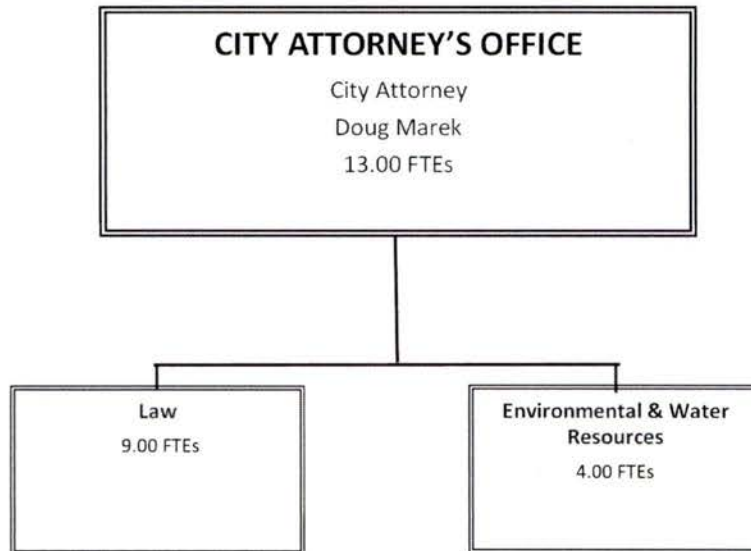 CITY ATTORNEY'S OFFICE
City Attorney
Doug Marek
13.00 FTEs
Law
9.00 FTEs
Environmental & Water
Resources
4.00 FTEs